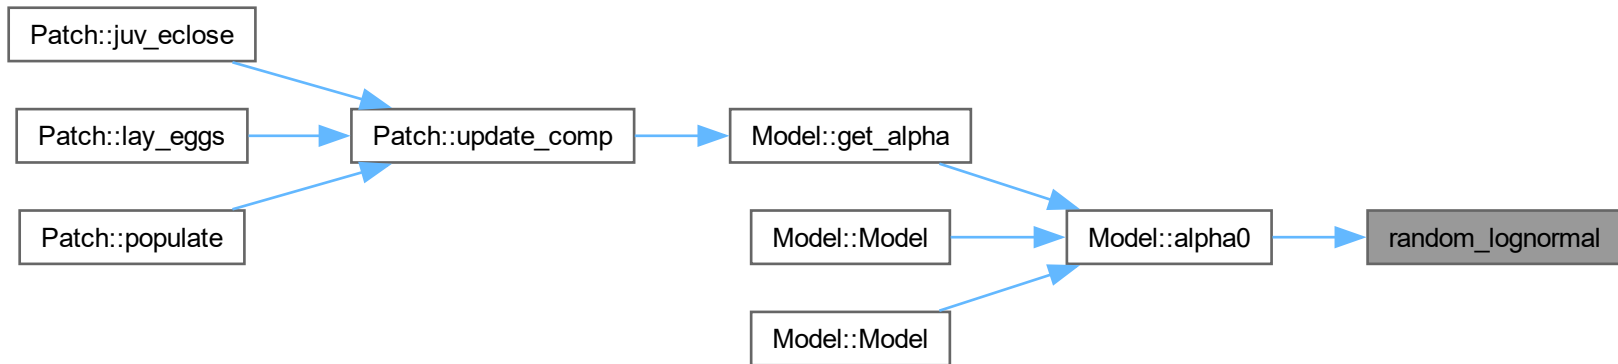 Patch::juv_eclose
Patch::lay_eggs
Patch::populate
Patch::update_comp
Model::get_alpha
Model::Model
Model::Model
Model::alpha0
random_lognormal